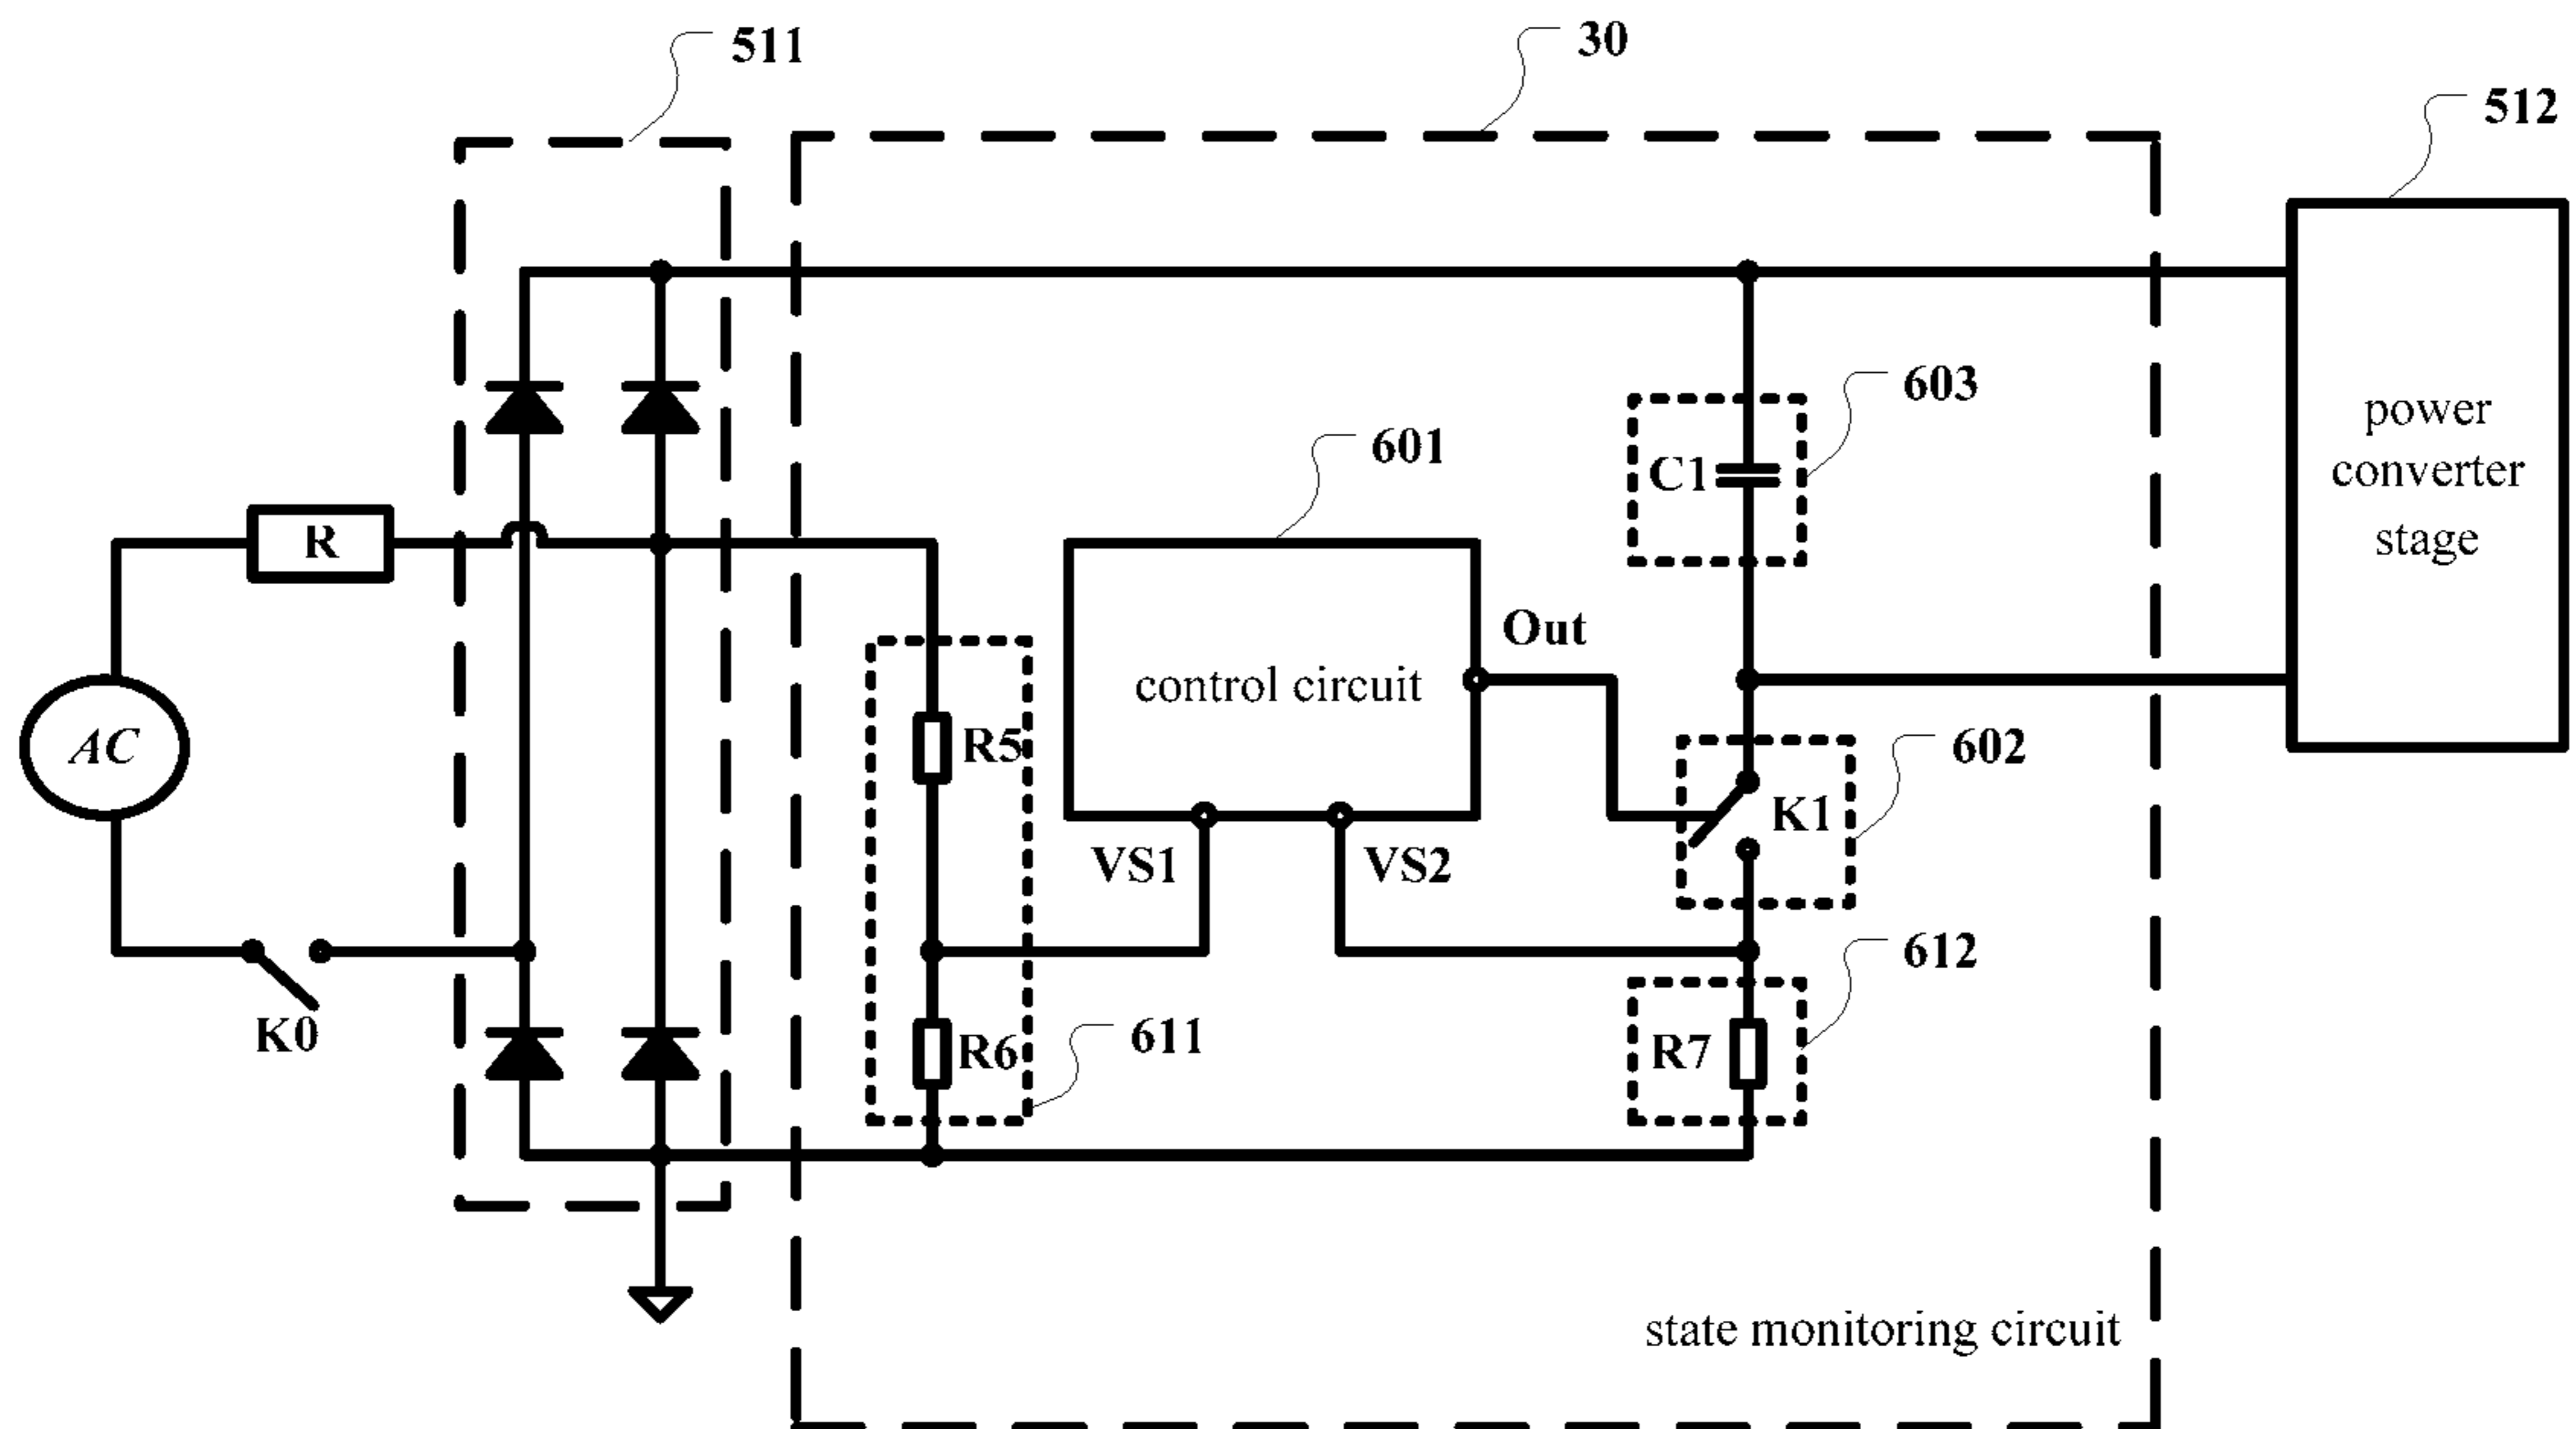 511
30
512
603
C1
power
converter
stage
601
R
Out
control circuit
AC
R5
602
K1
VS1
VS2
612
K0
R6
611
R7
state monitoring circuit